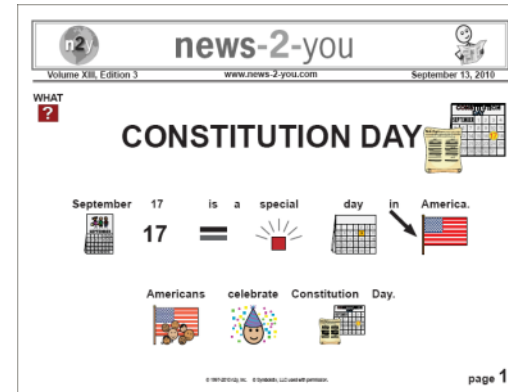 n2y
news-2-you
Volume XIII, Edition 3 www.news-2-you.com September 13, 2010
WHAT
?
CONSTITUTION DAY
September 17 is a special day in America.
17
Americans celebrate Constitution Day.
page 1